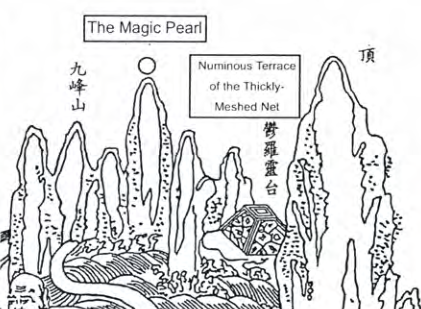 The Magic Pearl
九峰山
Numinous Terrace
of the Thickly-
Meshed Net
鬱羅靈台
頂